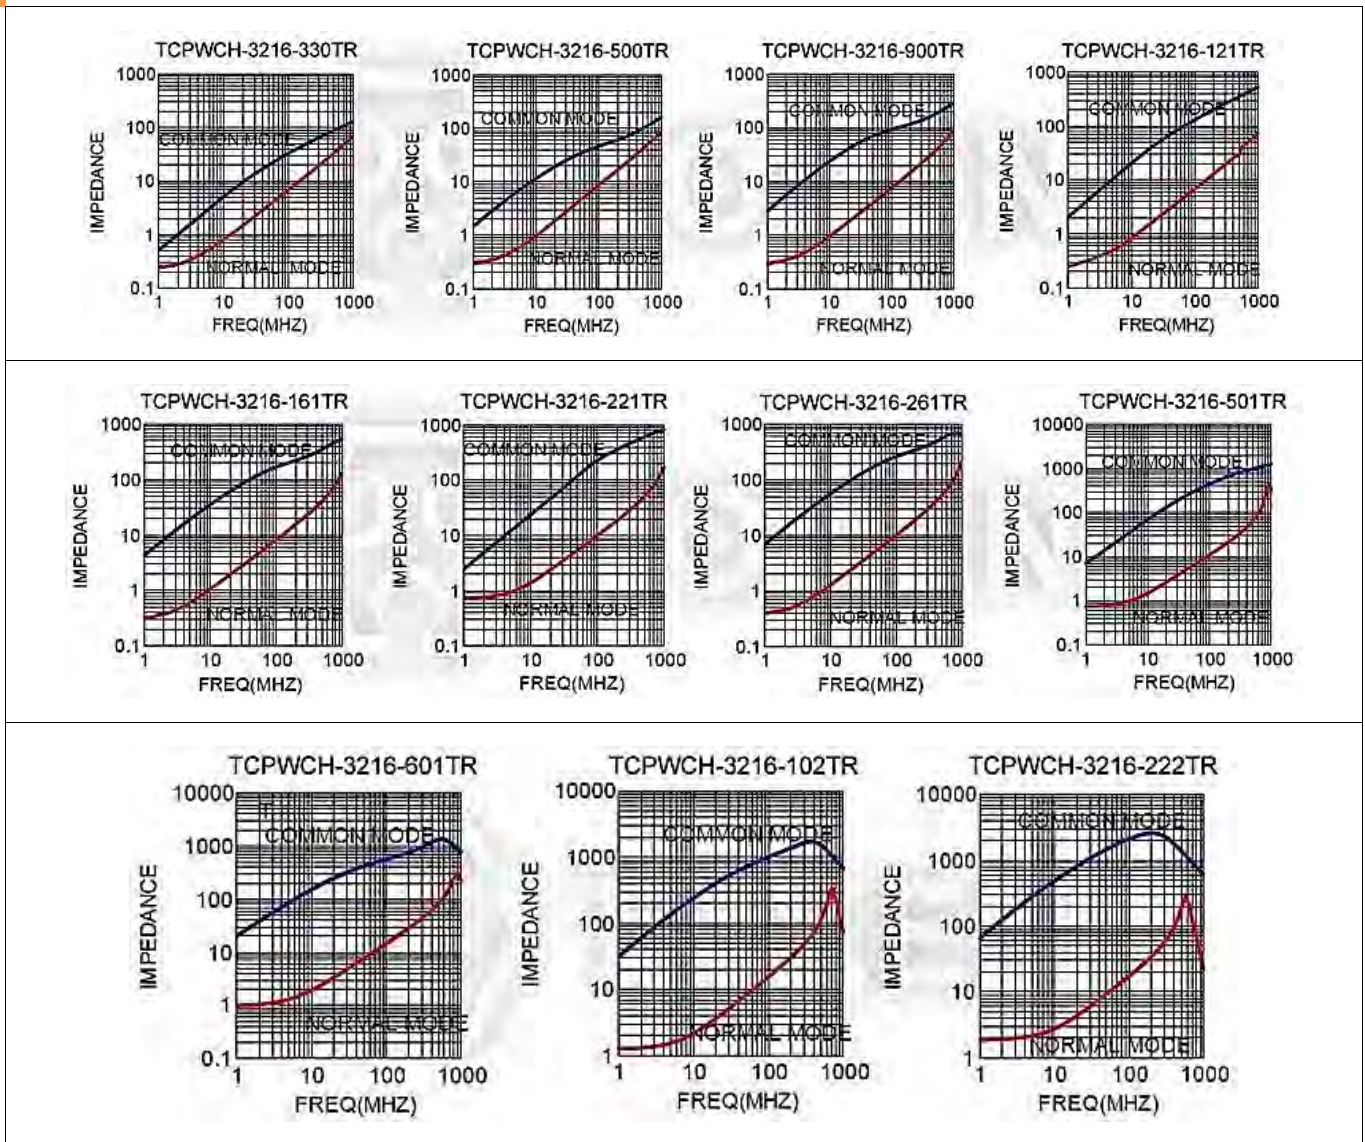 TCPWCH-3216-330TR
1000
100
10
1
0.1
IMPEDANCE
COMMON MODE
NORMAL MODE
1 10 100 1000
FREQ(MHZ)
TCPWCH-3216-500TR
1000
100
10
1
0.1
IMPEDANCE
COMMON MODE
NORMAL MODE
1 10 100 1000
FREQ(MHZ)
TCPWCH-3216-900TR
1000
100
10
1
0.1
IMPEDANCE
COMMON MODE
NORMAL MODE
1 10 100 1000
FREQ(MHZ)
TCPWCH-3216-121TR
1000
100
10
1
0.1
IMPEDANCE
COMMON MODE
NORMAL MODE
1 10 100 1000
FREQ(MHZ)
TCPWCH-3216-161TR
1000
100
10
1
0.1
IMPEDANCE
COMMON MODE
NORMAL MODE
1 10 100 1000
FREQ(MHZ)
TCPWCH-3216-221TR
1000
100
10
1
0.1
IMPEDANCE
COMMON MODE
NORMAL MODE
1 10 100 1000
FREQ(MHZ)
TCPWCH-3216-261TR
1000
100
10
1
0.1
IMPEDANCE
COMMON MODE
NORMAL MODE
1 10 100 1000
FREQ(MHZ)
TCPWCH-3216-501TR
10000
1000
100
10
1
0.1
IMPEDANCE
COMMON MODE
NORMAL MODE
1 10 100 1000
FREQ(MHZ)
TCPWCH-3216-601TR
10000
1000
100
10
1
0.1
IMPEDANCE
T
COMMON MODE
NORMAL MODE
1 10 100 1000
FREQ(MHZ)
TCPWCH-3216-102TR
10000
1000
100
10
1
IMPEDANCE
COMMON MODE
NORMAL MODE
1 10 100 1000
FREQ(MHZ)
TCPWCH-3216-222TR
10000
1000
100
10
1
IMPEDANCE
COMMON MODE
NORMAL MODE
1 10 100 1000
FREQ(MHZ)